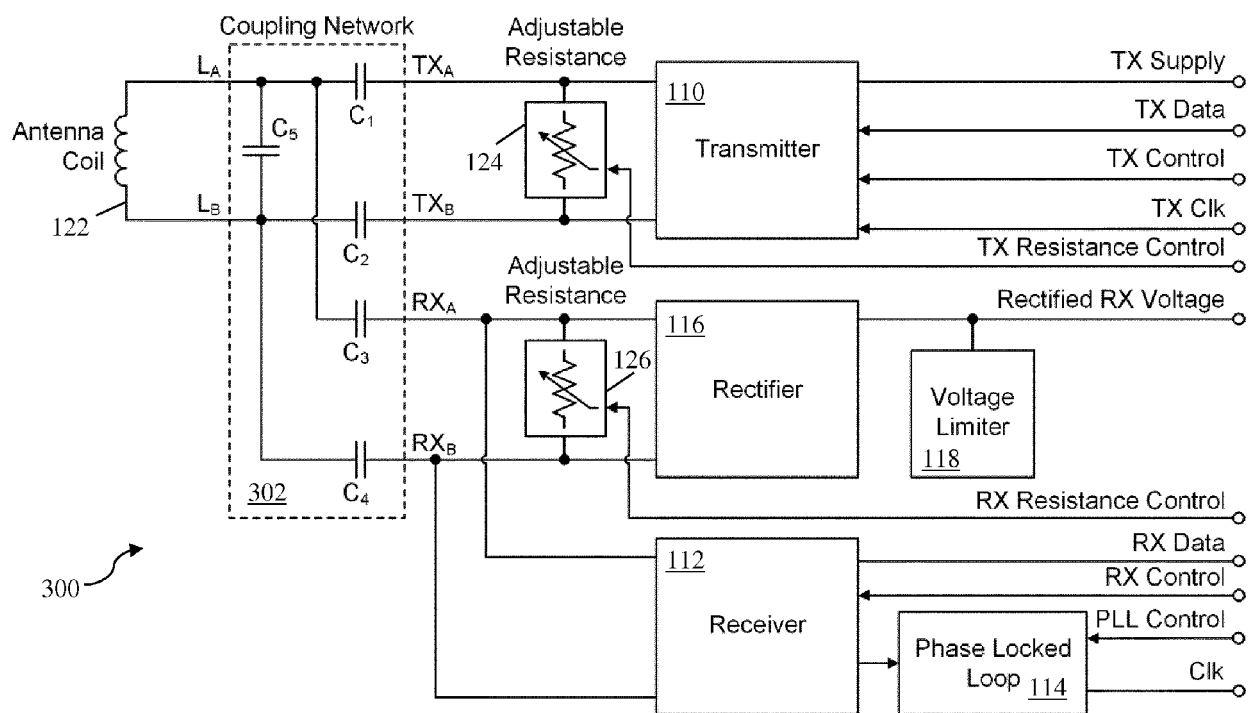 Coupling Network
Adjustable
Resistance
L_A
TX_A
C_1
C_5
Antenna
Coil
122
L_B
TX_B
C_2
124
110
Transmitter
TX Supply
TX Data
TX Control
TX Clk
TX Resistance Control
Adjustable
Resistance
RX_A
C_3
126
116
Rectifier
Rectified RX Voltage
Voltage
Limiter
118
RX_B
C_4
302
RX Resistance Control
300
112
Receiver
RX Data
RX Control
PLL Control
Phase Locked
Loop 114
Clk